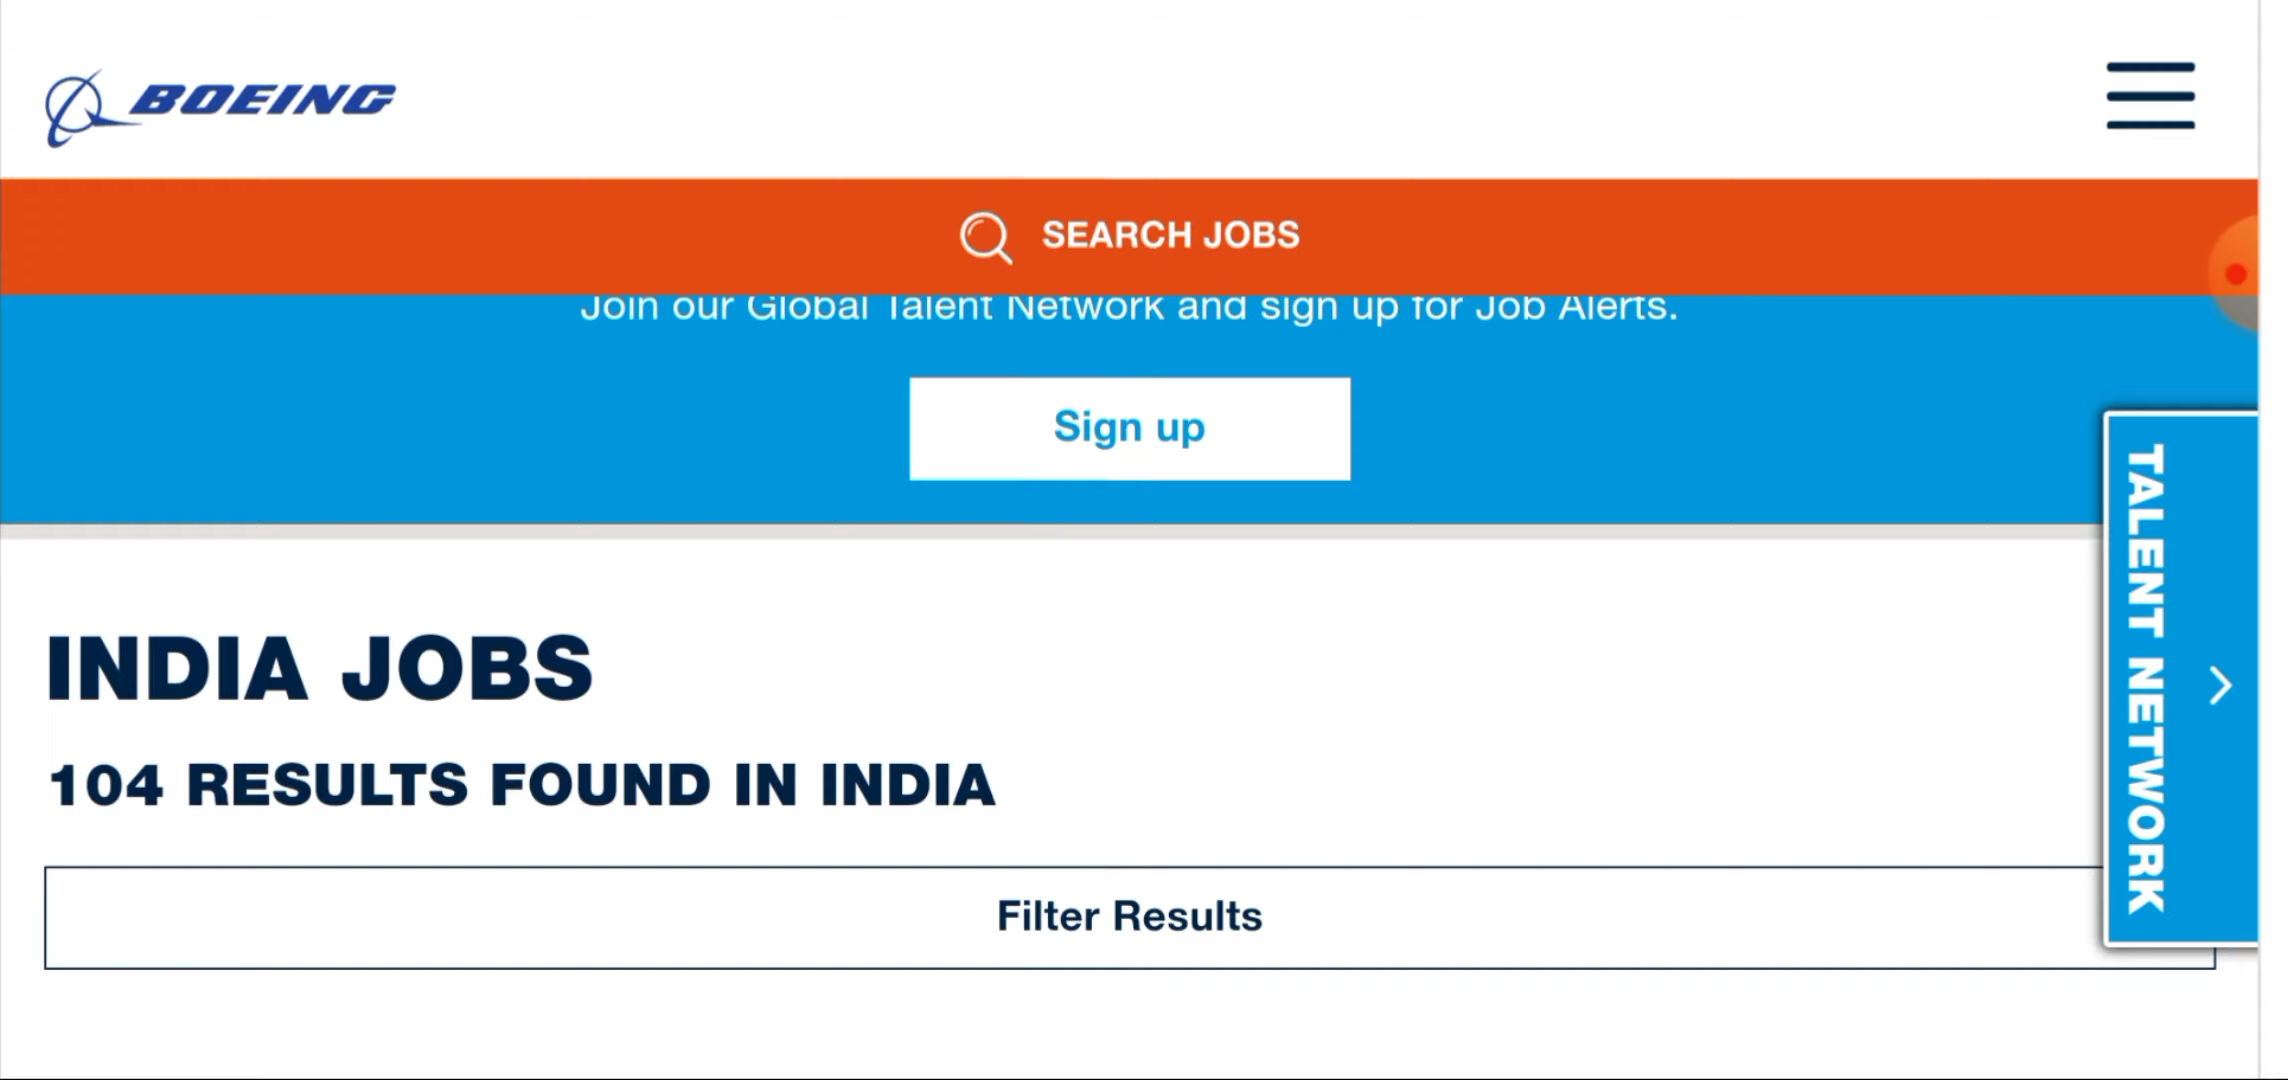 BOEING
SEARCH JOBS
Join our Global Talent Network and sign up for Job Alerts.
Sign up
TALENT NETWORK
INDIA JOBS
104 RESULTS FOUND IN INDIA
Filter Results